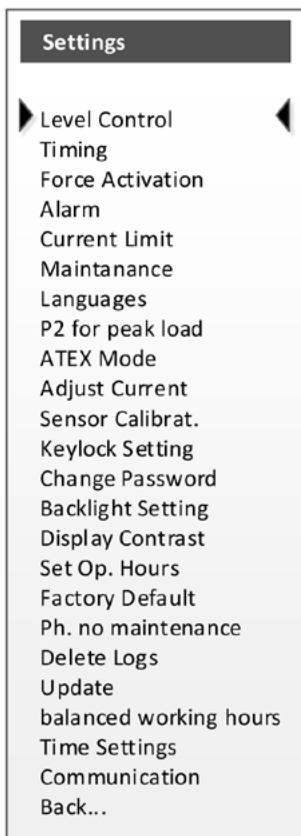 Settings
Level Control
Timing
Force Activation
Alarm
Current Limit
Maintanance
Languages
P2 for peak load
ATEX Mode
Adjust Current
Sensor Calibrat.
Keylock Setting
Change Password
Backlight Setting
Display Contrast
Set Op. Hours
Factory Default
Ph. no maintenance
Delete Logs
Update
balanced working hours
Time Settings
Communication
Back...